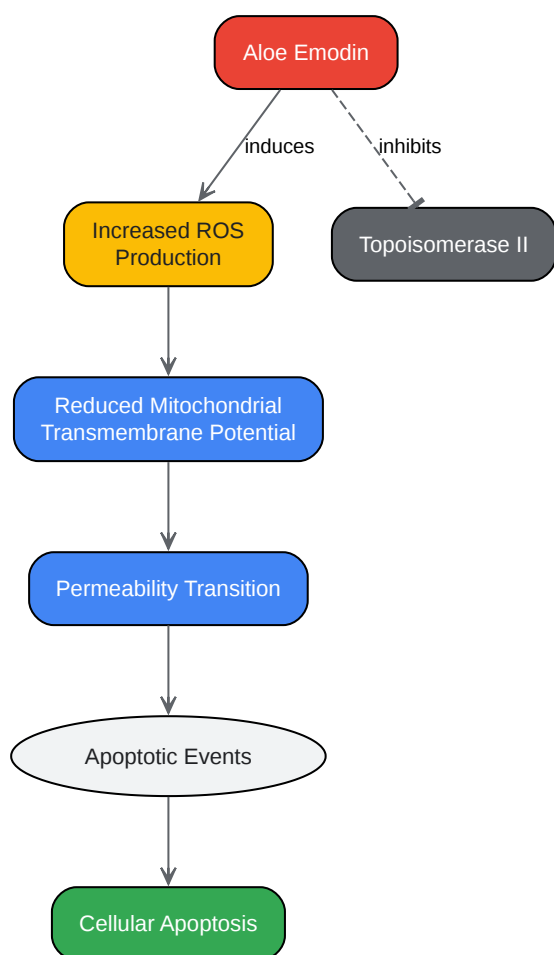 Aloe Emodin
induces
inhibits
Increased ROS
Production
Topoisomerase II
Reduced Mitochondrial
Transmembrane Potential
Permeability Transition
Apoptotic Events
Cellular Apoptosis